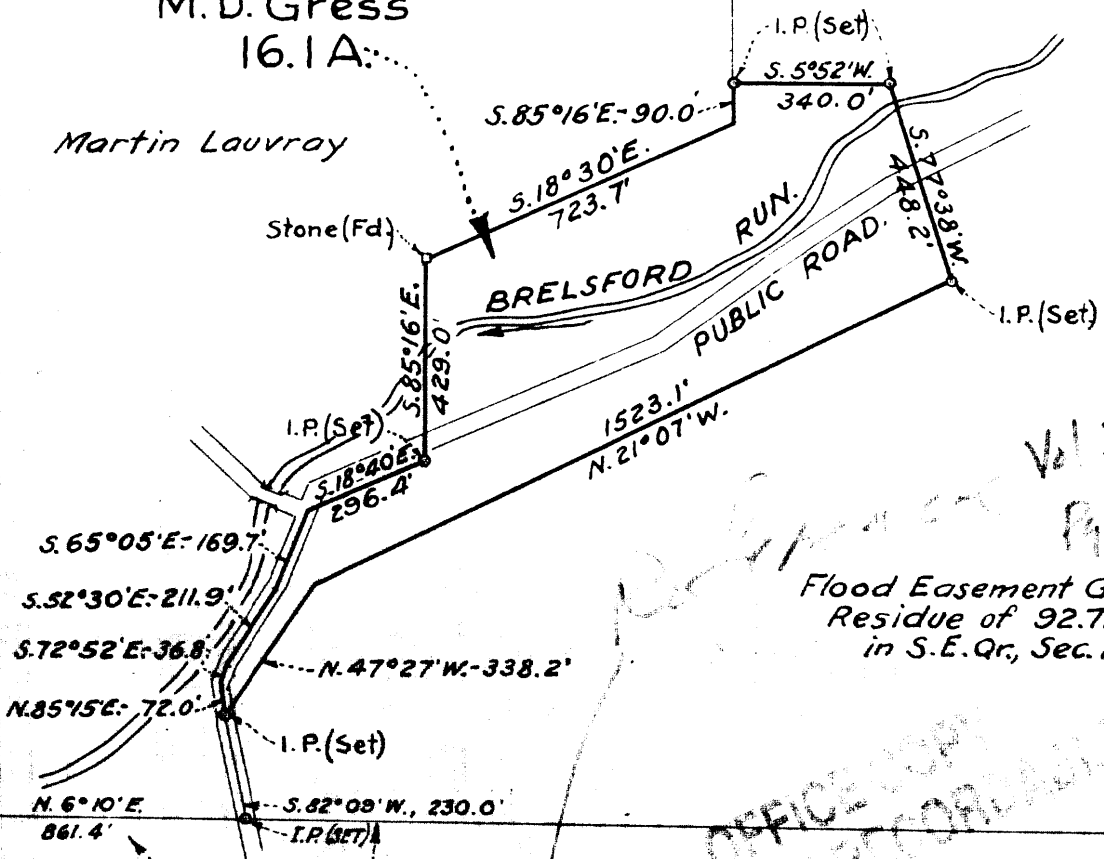 M.D. Gress
16.1A.
I.P.(Set)
S. 5°52'W.
340.0'
S.85°16'E.-90.0'
Martin Lauvray
S.18°30'E.
723.7'
S.77°38'W.
448.2'
Stone(Fd.)
BRELSFORD RUN.
PUBLIC ROAD.
I.P.(Set)
S.85°16'E.
429.0'
1523.1'
N.21°07'W.
I.P.(Set)
S.18°40'E.
296.4'
Vol
S.65°05'E.-169.7'
S.52°30'E.-211.9'
S.72°52'E.-36.8'
N.47°27'W.-338.2'
N.85°15'E.- 72.0'
I.P.(Set)
Flood Easement
Residue of 92.7
in S.E.Qr., Sec.
N. 6°10'E.
861.4'
S.82°08'W., 230.0'
I.P.(SET)
OFFICE COPY